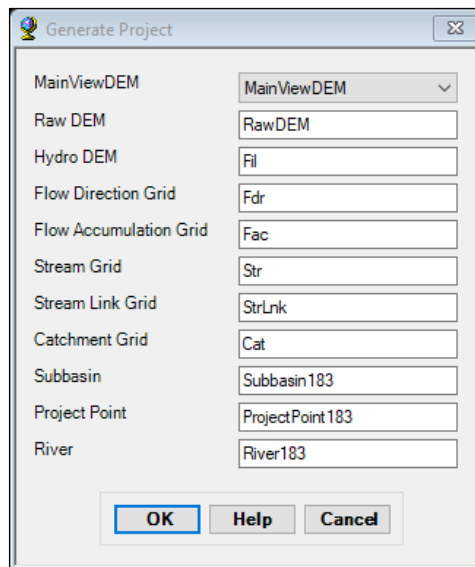 Generate Project
MainViewDEM MainViewDEM
Raw DEM RawDEM
Hydro DEM Fil
Flow Direction Grid Fdr
Flow Accumulation Grid Fac
Stream Grid Str
Stream Link Grid StrLnk
Catchment Grid Cat
Subbasin Subbasin183
Project Point ProjectPoint183
River River183
OK Help Cancel